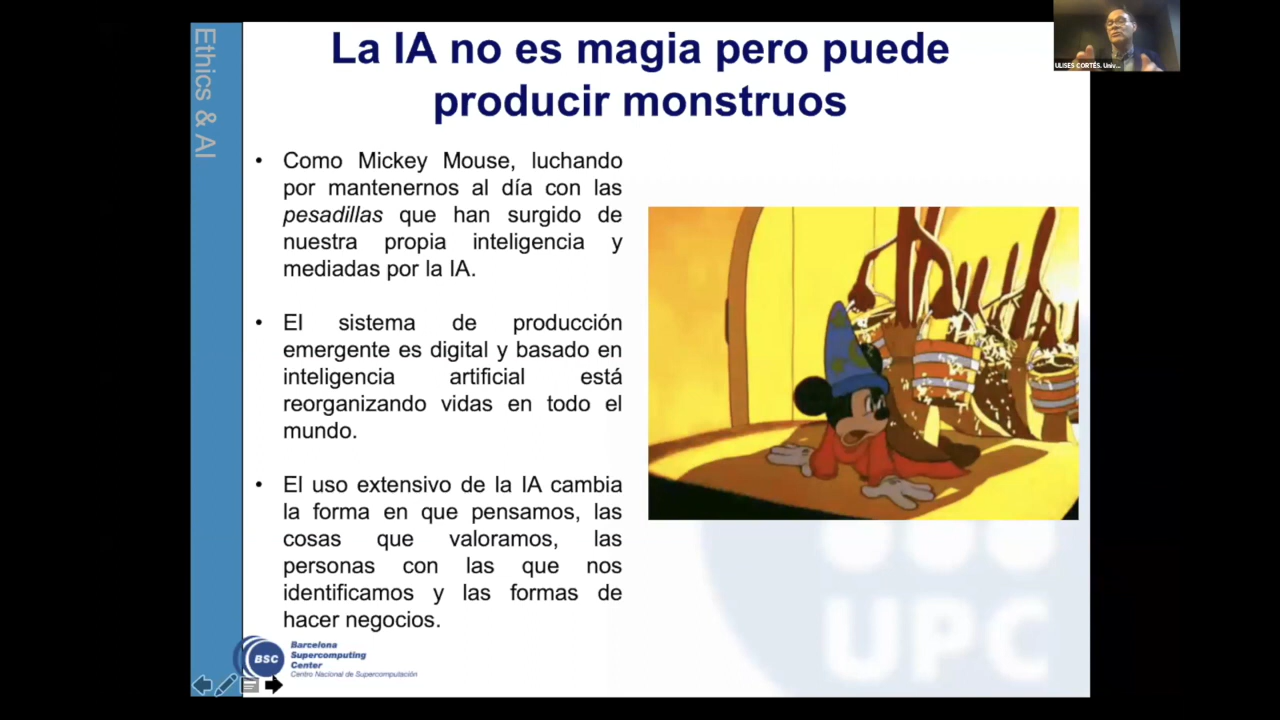 Ethics & AI
La IA no es magia pero puede
producir monstruos
ULISES CORTÉS. Univ...
• Como Mickey Mouse, luchando
por mantenernos al día con las
pesadillas que han surgido de
nuestra propia inteligencia y
mediadas por la IA.
• El sistema de producción
emergente es digital y basado en
inteligencia artificial está
reorganizando vidas en todo el
mundo.
• El uso extensivo de la IA cambia
la forma en que pensamos, las
cosas que valoramos, las
personas con las que nos
identificamos y las formas de
hacer negocios.
BSC
Barcelona
Supercomputing
Center
Centro Nacional de Supercomputación
UPC